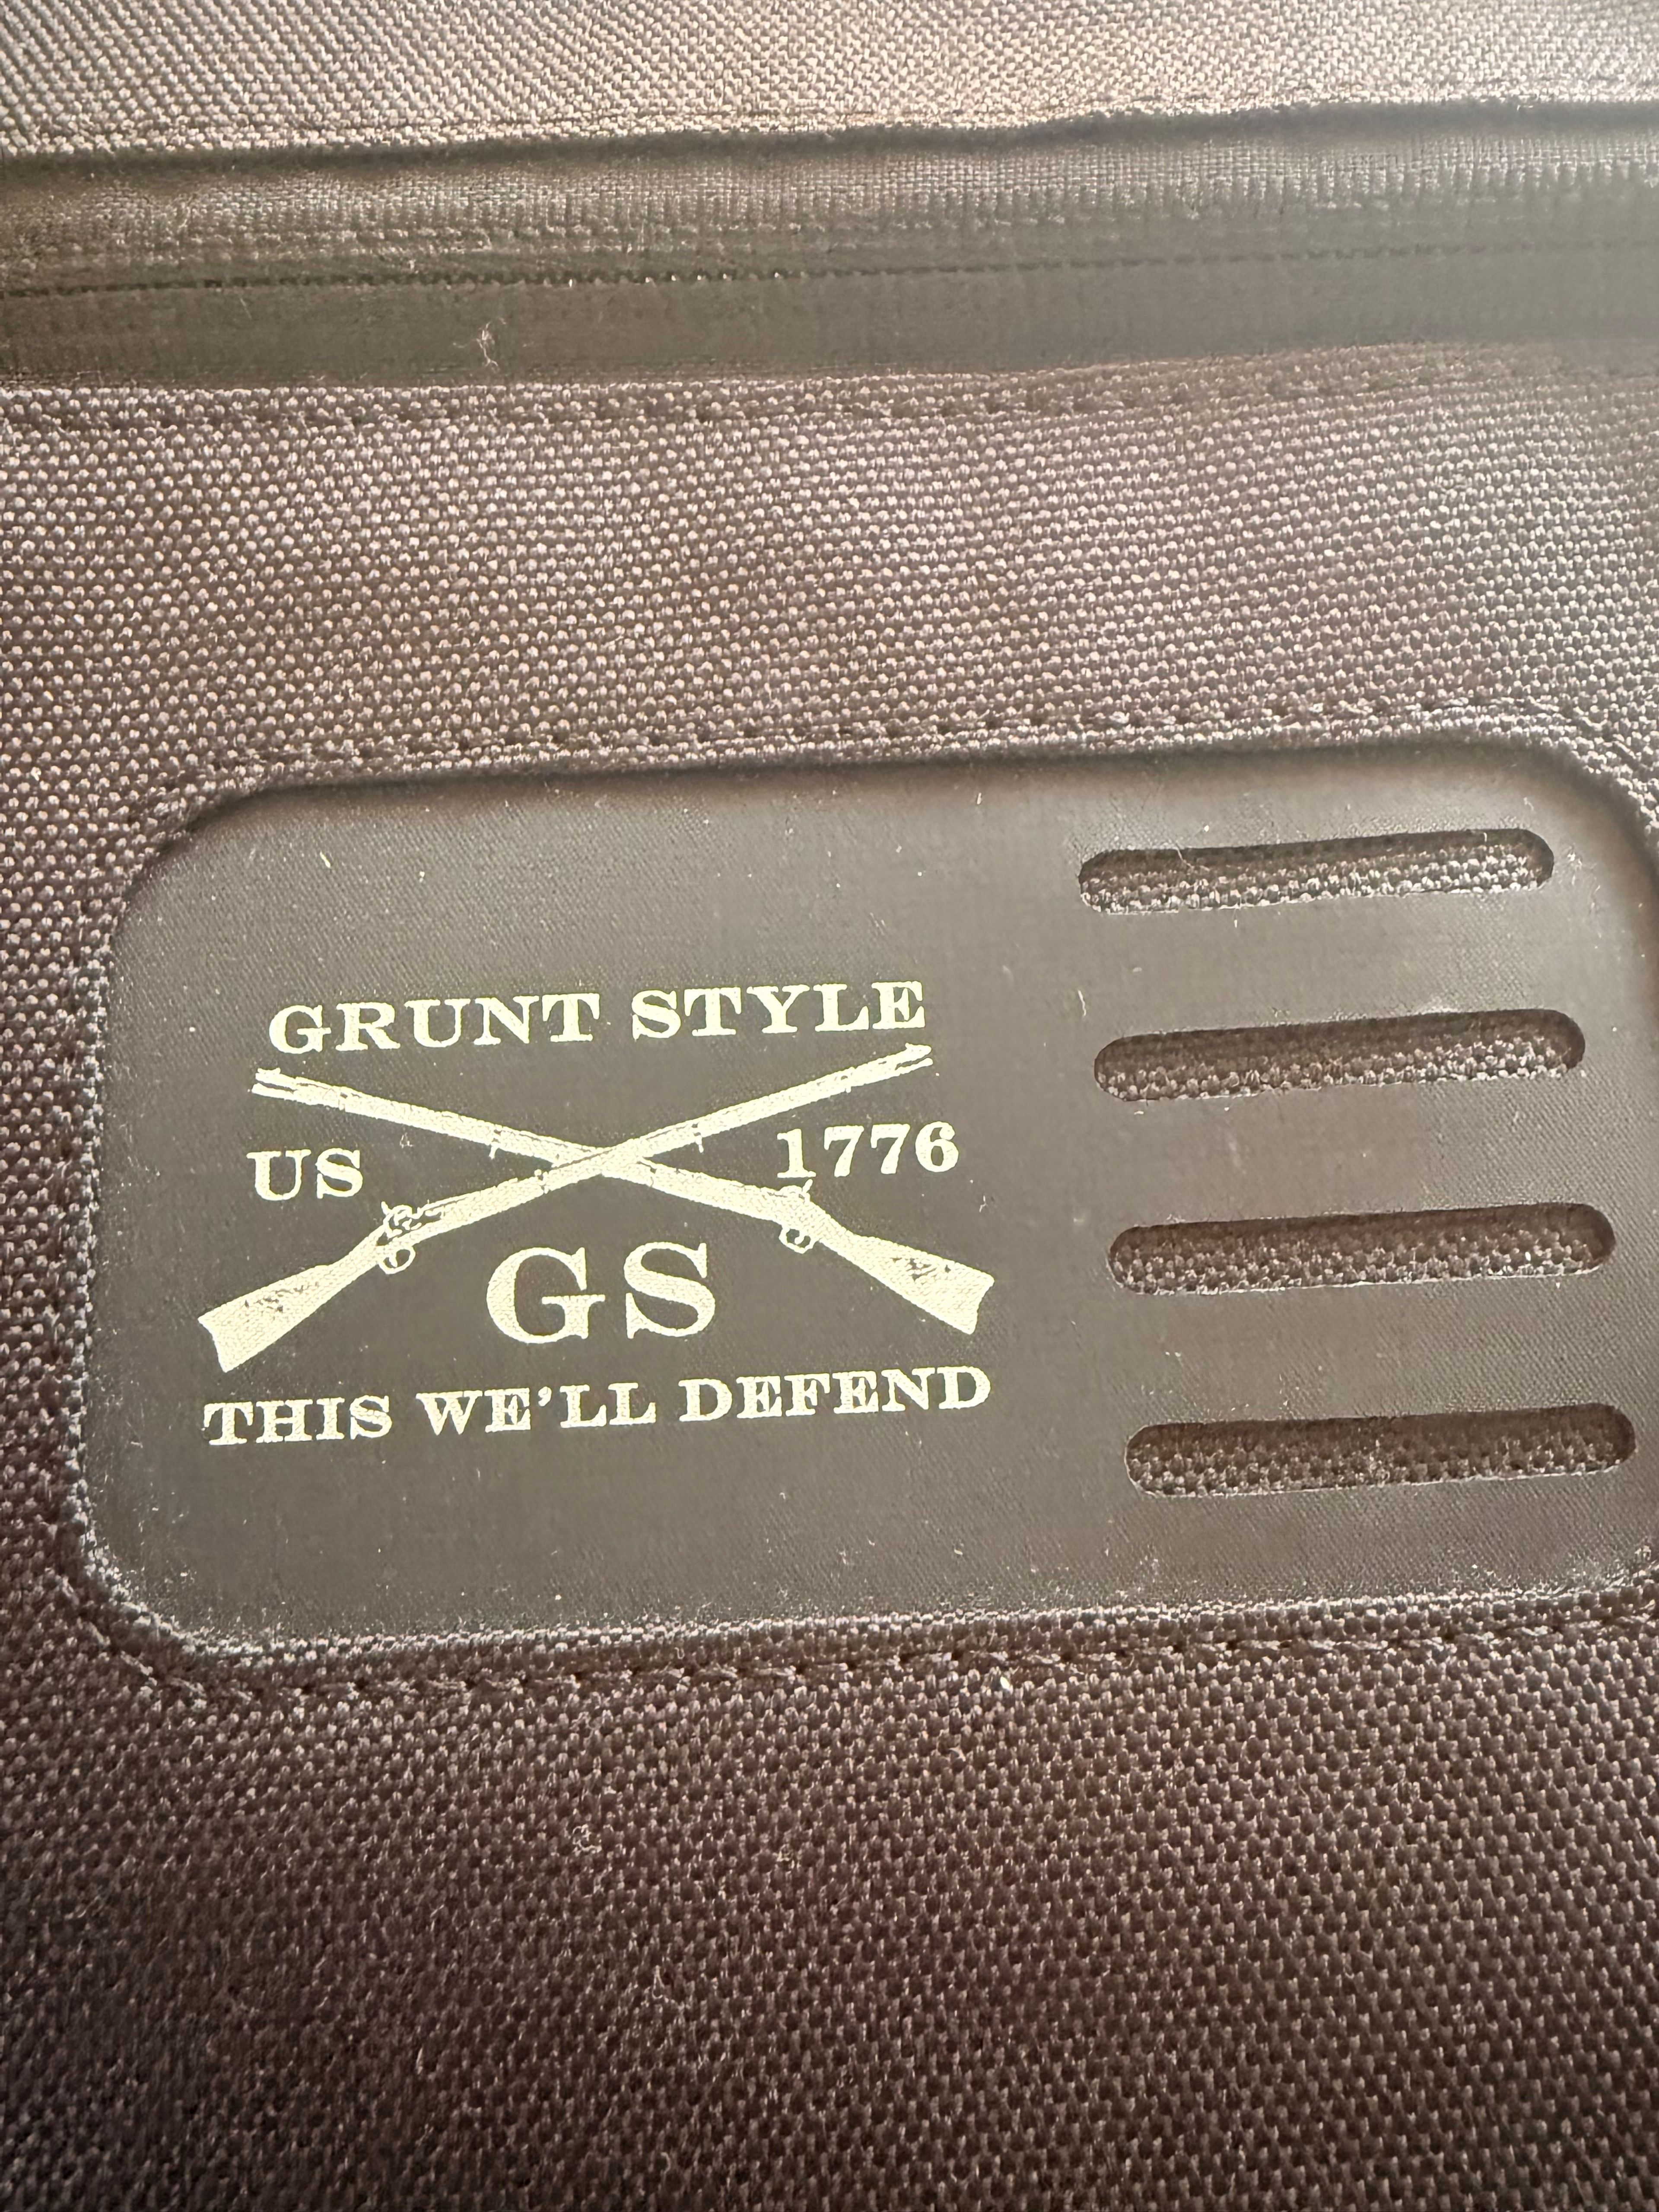 GRUNT STYLE
US 1776
GS
THIS WE'LL DEFEND